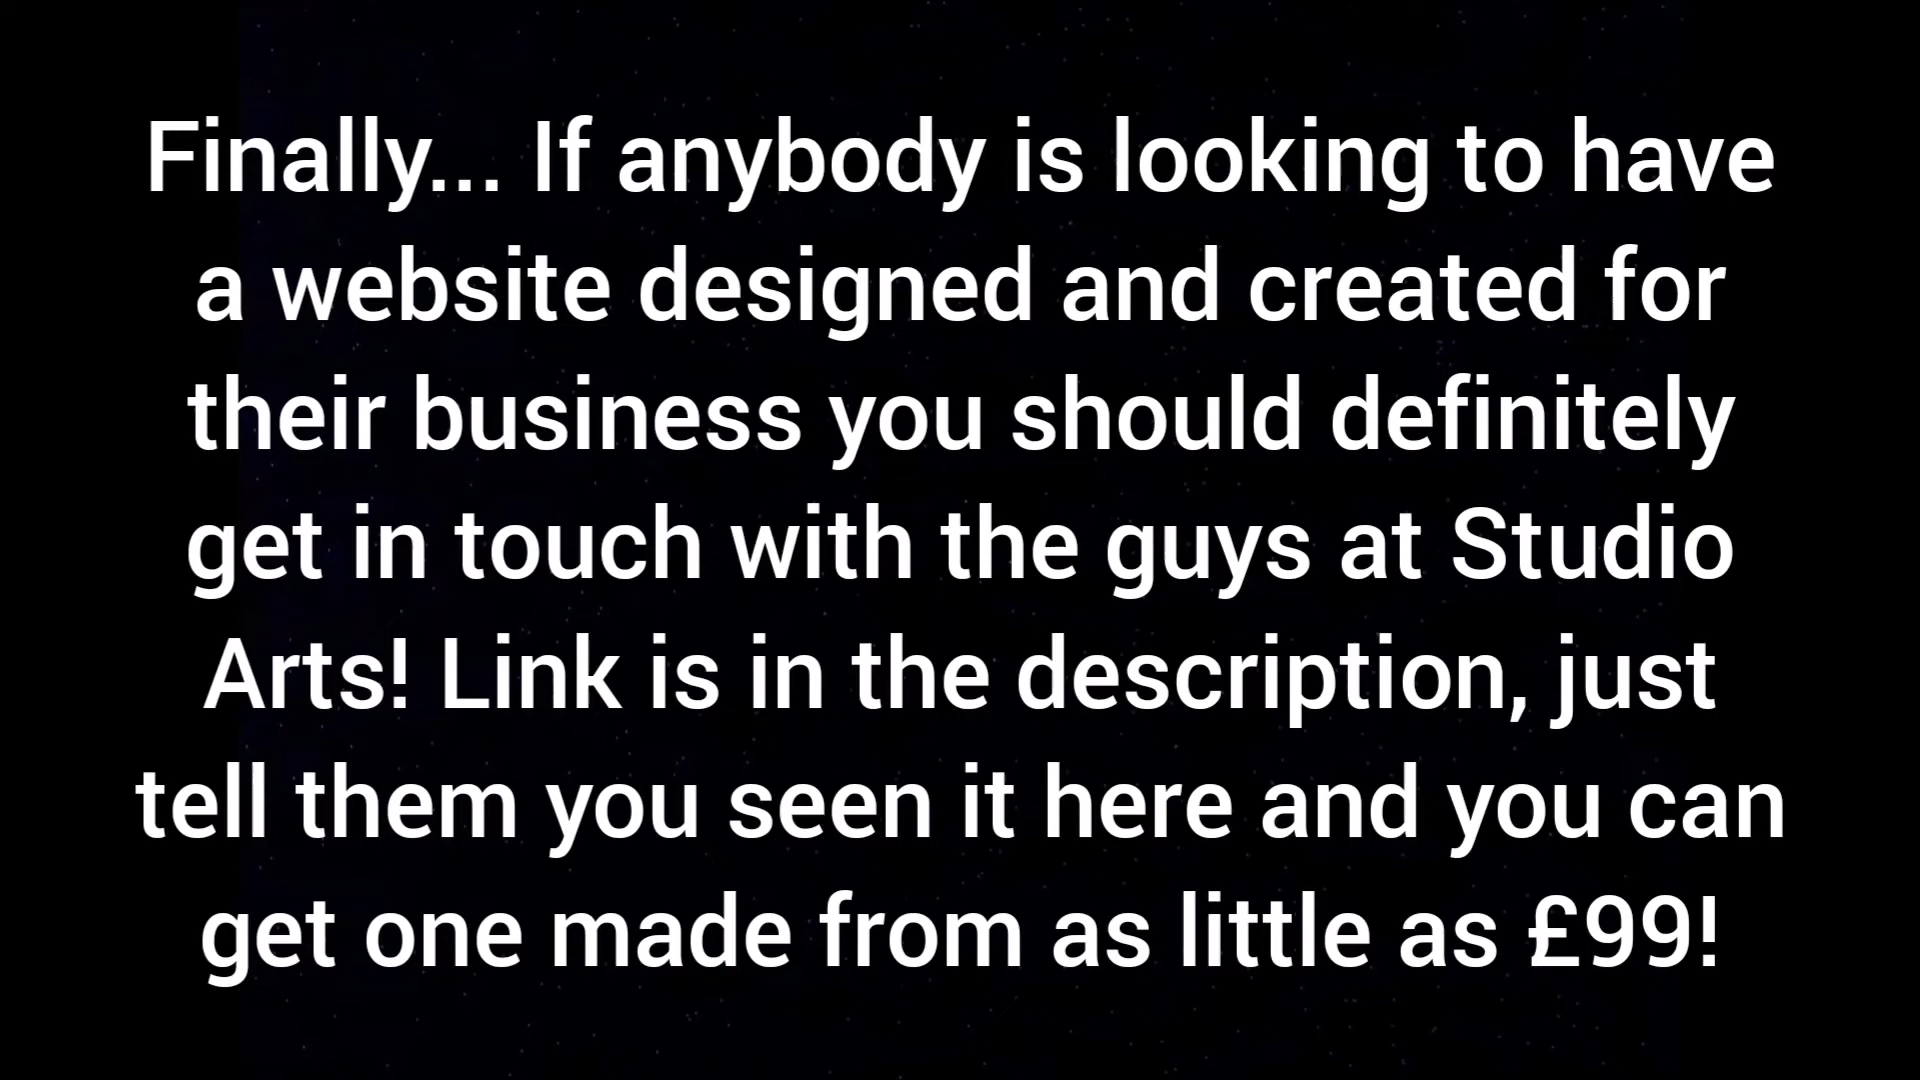 Finally... If anybody is looking to have
a website designed and created for
their business you should definitely
get in touch with the guys at Studio
Arts! Link is in the description, just
tell them you seen it here and you can
get one made from as little as £99!